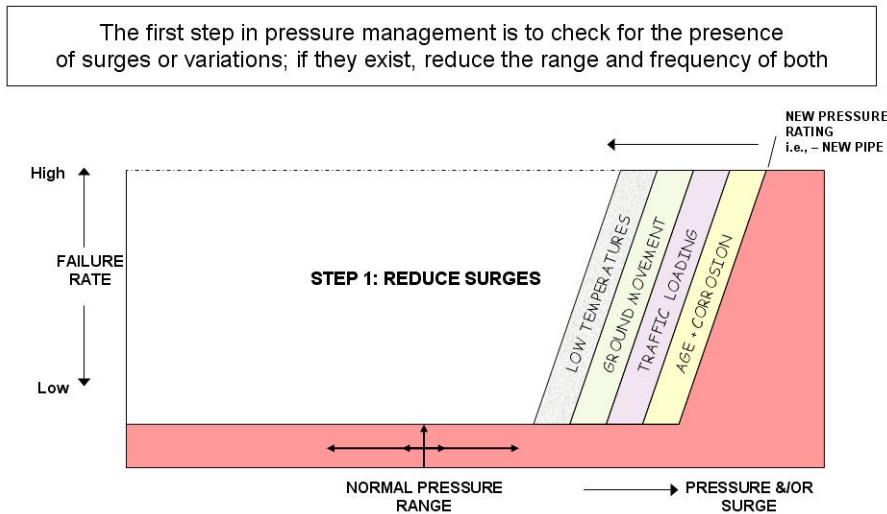 The first step in pressure management is to check for the presence
of surges or variations; if they exist, reduce the range and frequency of both
NEW PRESSURE
RATING
i.e., – NEW PIPE
High
FAILURE
RATE
Low
STEP 1: REDUCE SURGES
LOW TEMPERATURES
GROUND MOVEMENT
TRAFFIC LOADING
AGE + CORROSION
NORMAL PRESSURE
RANGE
PRESSURE &/OR
SURGE